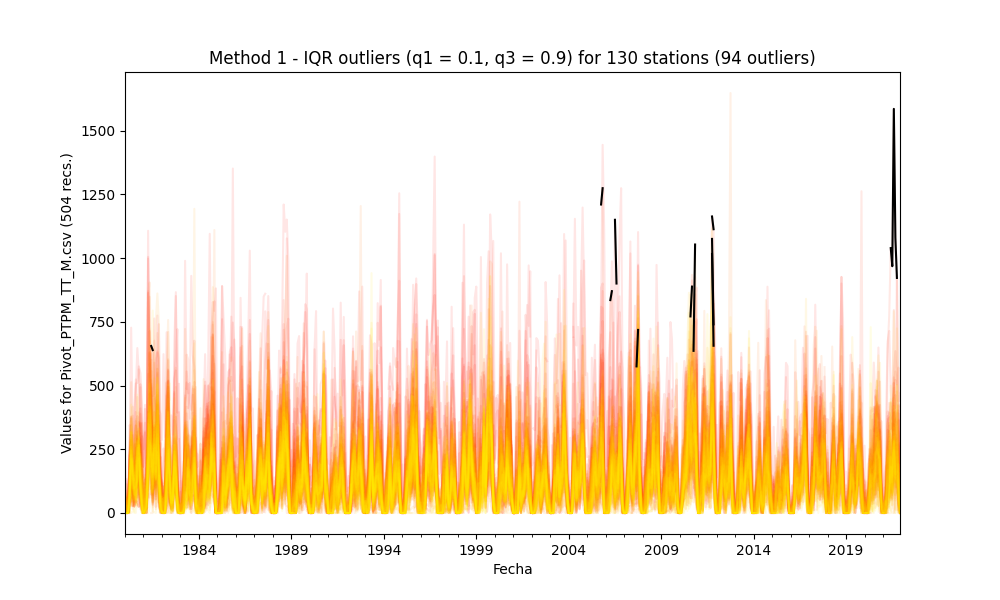 Method 1 - IQR outliers (q1 = 0.1, q3 = 0.9) for 130 stations (94 outliers)
Values for Pivot_PTPM_TT_M.csv (504 recs.)
1500
1250
1000
750
500
250
0
1984 1989 1994 1999 2004 2009 2014 2019
Fecha